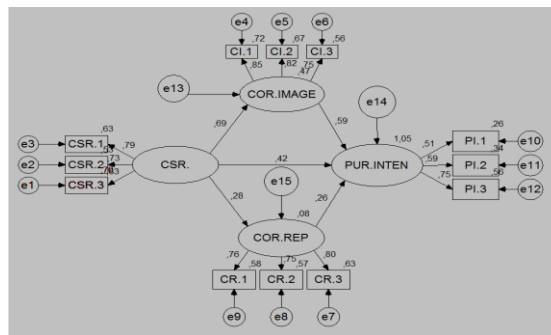 e4
e5
e6
,72
,67
,56
CI.1
CI.2
CI.3
,85
,82
,75
,47
e13
COR.IMAGE
e14
,69
,59
e3
,63
CSR.1
,79
e2
CSR.2
,73
e1
CSR.3
CSR.
,42
1,05
PUR.INTEN
,26
PI.1
e10
,51
,34
PI.2
e11
,59
,56
PI.3
e12
,75
,28
e15
,26
,08
COR.REP
,76
,58
,75
,57
,80
,63
CR.1
CR.2
CR.3
e9
e8
e7